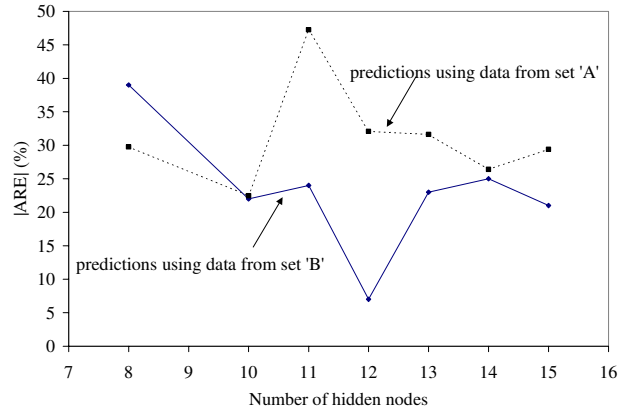 50
45
40
35
30
25
20
15
10
5
0
|ARE| (%)
predictions using data from set 'A'
predictions using data from set 'B'
7 8 9 10 11 12 13 14 15 16
Number of hidden nodes